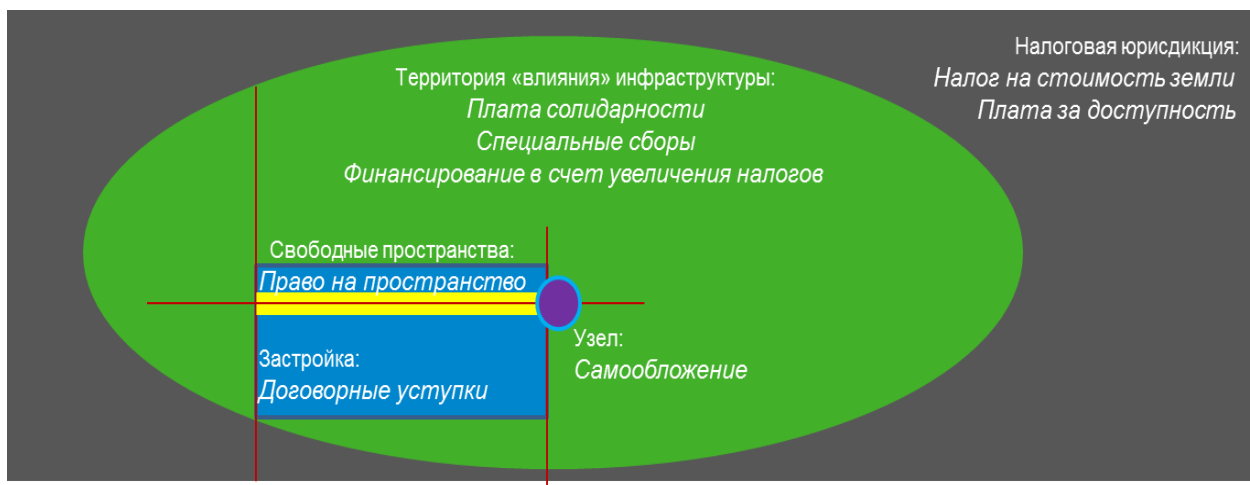 Налоговая юрисдикция:
Налог на стоимость земли
Плата за доступность
Территория «влияния» инфраструктуры:
Плата солидарности
Специальные сборы
Финансирование в счет увеличения налогов
Свободные пространства:
Право на пространство
Узел:
Самообложение
Застройка:
Договорные уступки